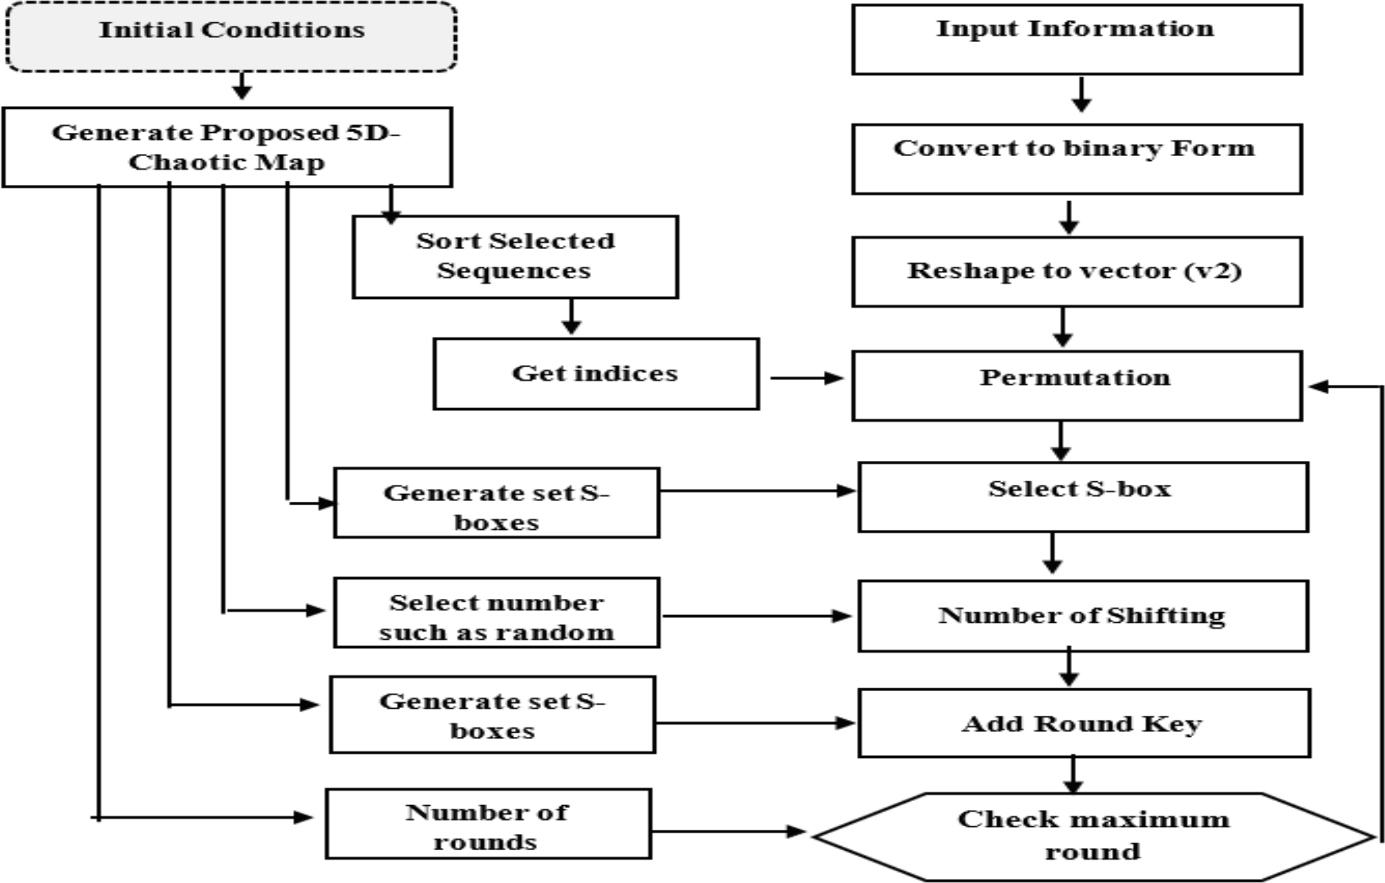 Initial Conditions
Input Information
Generate Proposed 5D-
Chaotic Map
Convert to binary Form
Sort Selected
Sequences
Reshape to vector (v2)
Get indices
Permutation
Generate set S-
boxes
Select S-box
Select number
such as random
Number of Shifting
Generate set S-
boxes
Add Round Key
Number of
rounds
Check maximum
round